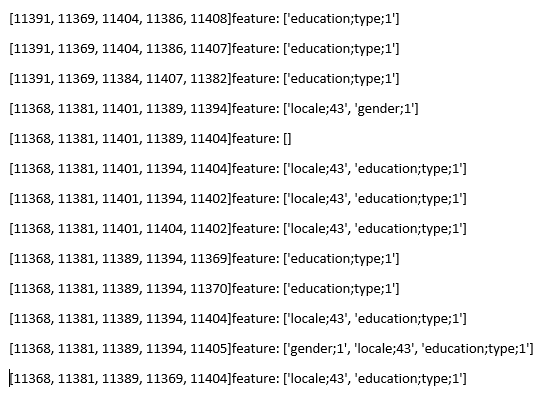 [11391, 11369, 11404, 11386, 11408]feature: ['education;type;1']
[11391, 11369, 11404, 11386, 11407]feature: ['education;type;1']
[11391, 11369, 11384, 11407, 11382]feature: ['education;type;1']
[11368, 11381, 11401, 11389, 11394]feature: ['locale;43', 'gender;1']
[11368, 11381, 11401, 11389, 11404]feature: []
[11368, 11381, 11401, 11394, 11404]feature: ['locale;43', 'education;type;1']
[11368, 11381, 11401, 11394, 11402]feature: ['locale;43', 'education;type;1']
[11368, 11381, 11401, 11404, 11402]feature: ['locale;43', 'education;type;1']
[11368, 11381, 11389, 11394, 11369]feature: ['education;type;1']
[11368, 11381, 11389, 11394, 11370]feature: ['education;type;1']
[11368, 11381, 11389, 11394, 11404]feature: ['locale;43', 'education;type;1']
[11368, 11381, 11389, 11394, 11405]feature: ['gender;1', 'locale;43', 'education;type;1']
[11368, 11381, 11389, 11369, 11404]feature: ['locale;43', 'education;type;1']